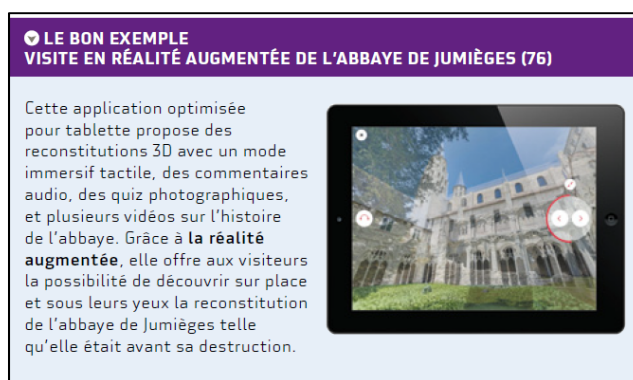 LE BON EXEMPLE
VISITE EN RÉALITÉ AUGMENTÉE DE L'ABBAYE DE JUMIÈGES (76)
Cette application optimisée
pour tablette propose des
reconstitutions 3D avec un mode
immersif tactile, des commentaires
audio, des quiz photographiques,
et plusieurs vidéos sur l'histoire
de l'abbaye. Grâce à la réalité
augmentée, elle offre aux visiteurs
la possibilité de découvrir sur place
et sous leurs yeux la reconstitution
de l'abbaye de Jumièges telle
qu'elle était avant sa destruction.